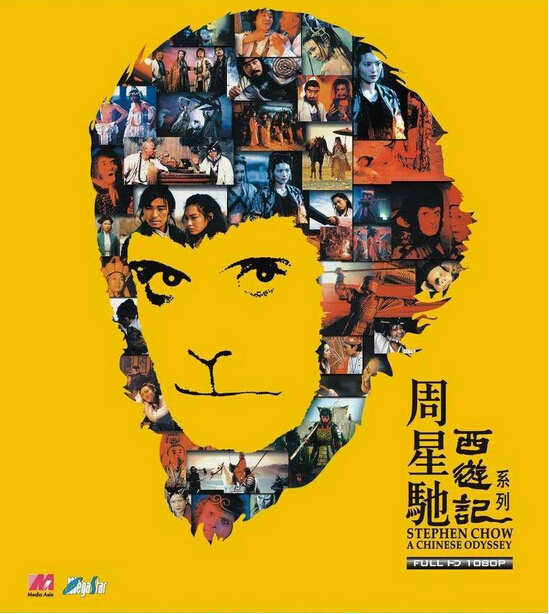 周星馳
西遊記
系列
STEPHEN CHOW
A CHINESE ODYSSEY
FULL HD 1080P
Media Asia
MegaStar